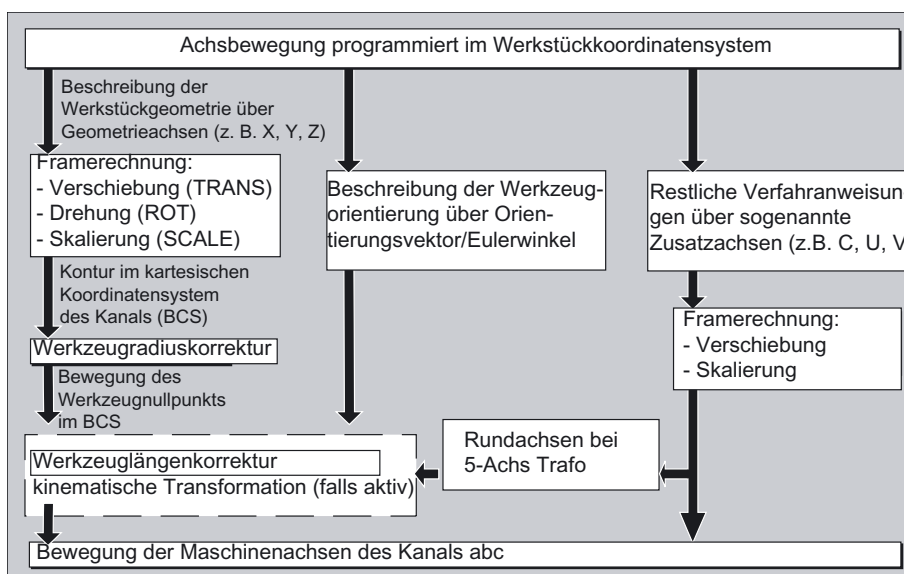 Achsbewegung programmiert im Werkstückkoordinatensystem
Beschreibung der
Werkstückgeometrie über
Geometrieachsen (z. B. X, Y, Z)
Framerechnung:
- Verschiebung (TRANS)
- Drehung (ROT)
- Skalierung (SCALE)
Kontur im kartesischen
Koordinatensystem
des Kanals (BCS)
Werkzeugradiuskorrektur
Bewegung des
Werkzeugnullpunkts
im BCS
Werkzeuglängenkorrektur
kinematische Transformation (falls aktiv)
Beschreibung der Werkzeug-
orientierung über Orien-
tierungsvektor/Eulerwinkel
Restliche Verfahranweisun
gen über sogenannte
Zusatzachsen (z.B. C, U, V
Framerechnung:
- Verschiebung
- Skalierung
Rundachsen bei
5-Achs Trafo
Bewegung der Maschinenachsen des Kanals abc